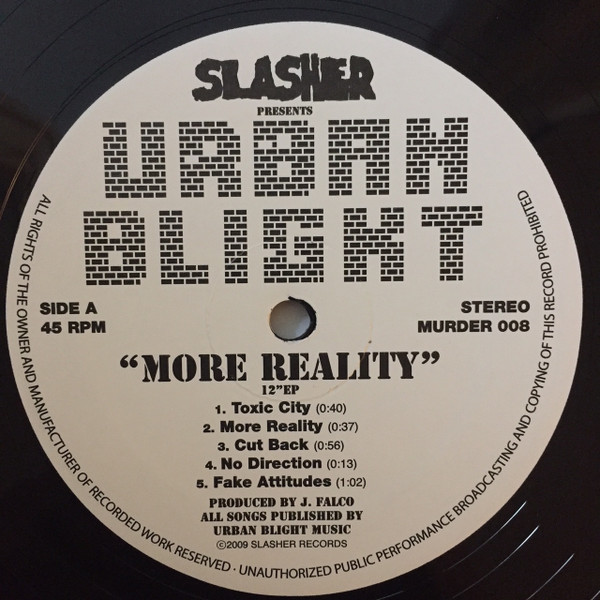 SLASHER
PRESENTS
URBAN
BLIGHT
SIDE A
45 RPM
STEREO
MURDER 008
“MORE REALITY”
12”EP
1. Toxic City (0:40)
2. More Reality (0:37)
3. Cut Back (0:56)
4. No Direction (0:13)
5. Fake Attitudes (1:02)
PRODUCED BY J. FALCO
ALL SONGS PUBLISHED BY
URBAN BLIGHT MUSIC
©2009 SLASHER RECORDS
ALL RIGHTS OF THE OWNER AND MANUFACTURER OF RECORDED WORK RESERVED · UNAUTHORIZED PUBLIC PERFORMANCE BROADCASTING AND COPYING OF THIS RECORD PROHIBITED